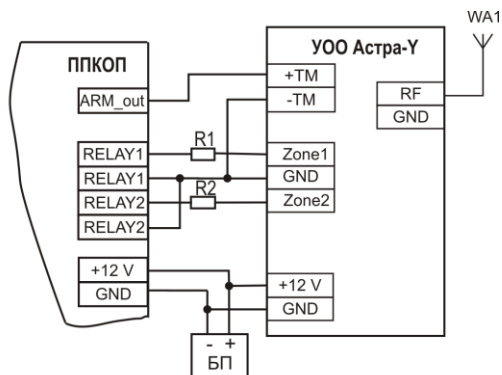 WA1
ППКОП
УОО Астра-Y
ARM_out
+TM
-TM
RF
GND
RELAY1
R1
Zone1
RELAY1
GND
RELAY2
R2
Zone2
RELAY2
+12 V
GND
+12 V
GND
- +
БП